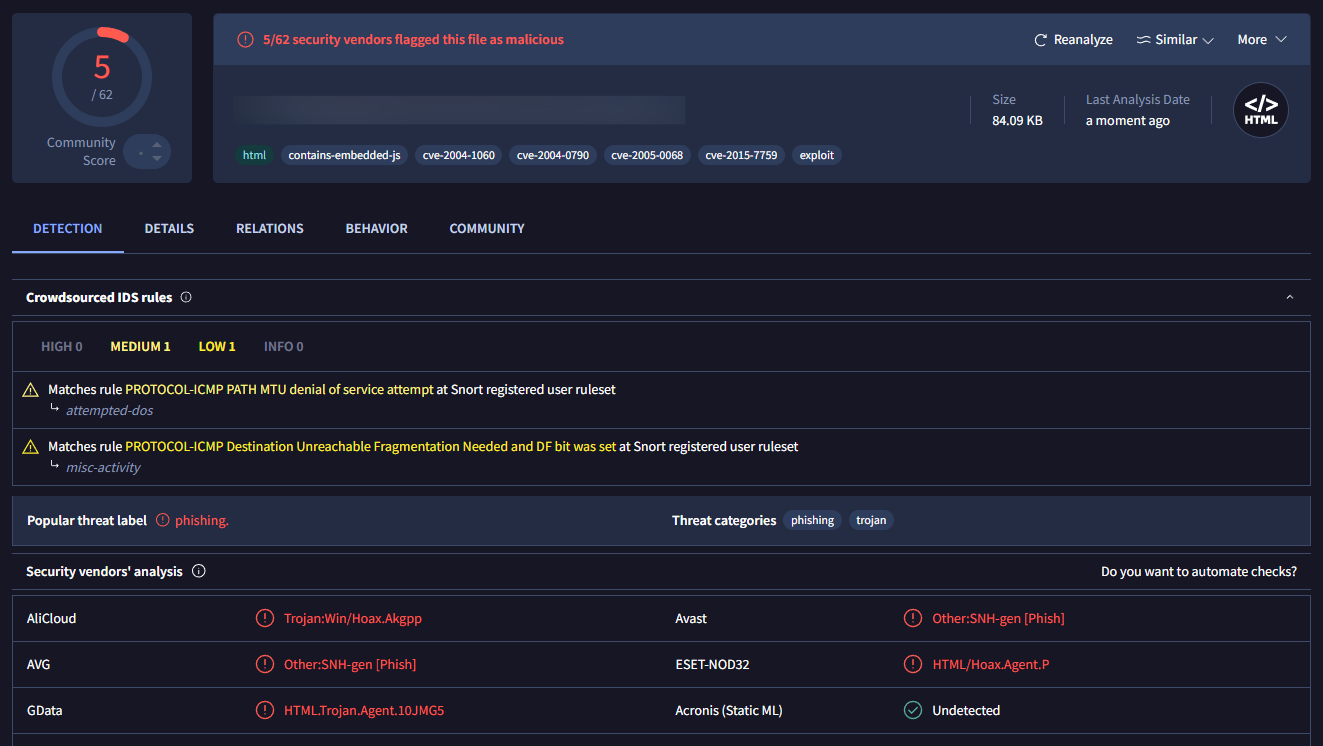 5/62 security vendors flagged this file as malicious
Reanalyze
Similar
More
5
/ 62
Community
Score
Size
84.09 KB
Last Analysis Date
a moment ago
</>
HTML
html
contains-embedded-js
cve-2004-1060
cve-2004-0790
cve-2005-0068
cve-2015-7759
exploit
DETECTION
DETAILS
RELATIONS
BEHAVIOR
COMMUNITY
Crowdsourced IDS rules
HIGH 0
MEDIUM 1
LOW 1
INFO 0
Matches rule PROTOCOL-ICMP PATH MTU denial of service attempt at Snort registered user ruleset
attempted-dos
Matches rule PROTOCOL-ICMP Destination Unreachable Fragmentation Needed and DF bit was set at Snort registered user ruleset
misc-activity
Popular threat label
phishing.
Threat categories
phishing
trojan
Security vendors' analysis
Do you want to automate checks?
AliCloud
Trojan:Win/Hoax.Akgpp
Avast
Other:SNH-gen [Phish]
AVG
Other:SNH-gen [Phish]
ESET-NOD32
HTML/Hoax.Agent.P
GData
HTML.Trojan.Agent.10JMG5
Acronis (Static ML)
Undetected